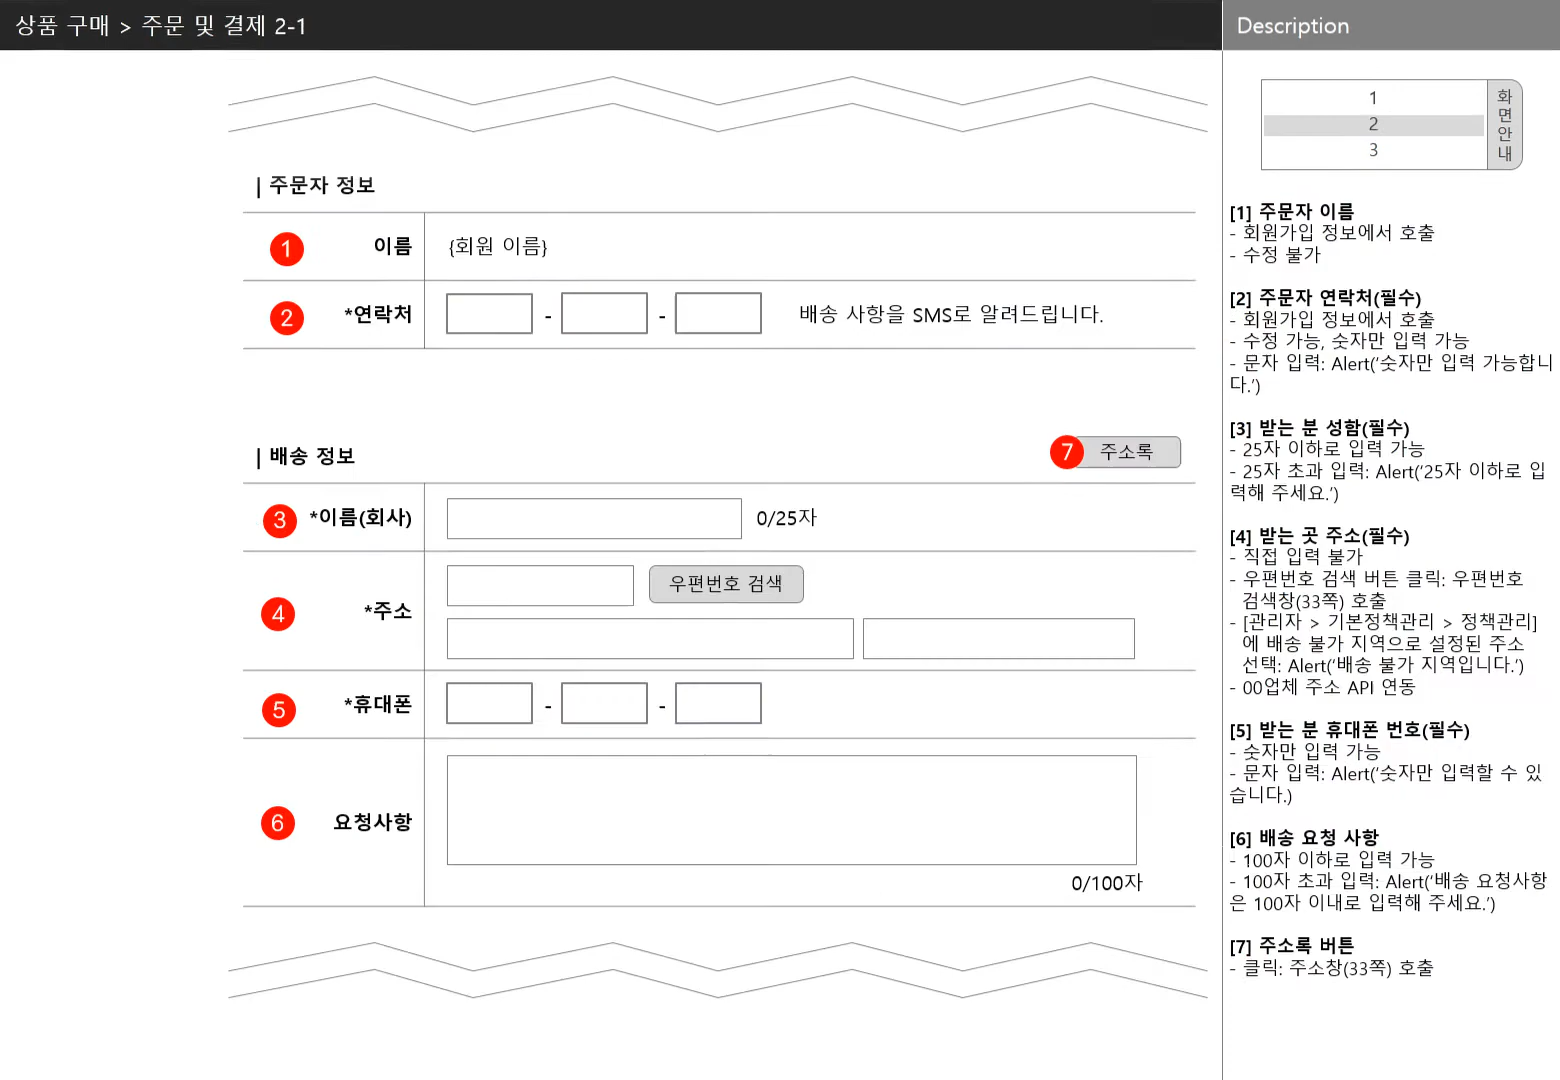 상품 구매 > 주문 및 결제 2-1
Description
1
2
3
화면안내
| 주문자 정보
1 이름 {회원 이름}
2 *연락처 - - 배송 사항을 SMS로 알려드립니다.
| 배송 정보
7 주소록
3 *이름(회사) 0/25자
4 *주소 우편번호 검색
5 *휴대폰 - -
6 요청사항
0/100자
[1] 주문자 이름
- 회원가입 정보에서 호출
- 수정 불가
[2] 주문자 연락처(필수)
- 회원가입 정보에서 호출
- 수정 가능, 숫자만 입력 가능
- 문자 입력: Alert(‘숫자만 입력 가능합니
다.’)
[3] 받는 분 성함(필수)
- 25자 이하로 입력 가능
- 25자 초과 입력: Alert(‘25자 이하로 입
력해 주세요.’)
[4] 받는 곳 주소(필수)
- 직접 입력 불가
- 우편번호 검색 버튼 클릭: 우편번호
검색창(33쪽) 호출
- [관리자 > 기본정책관리 > 정책관리]
에 배송 불가 지역으로 설정된 주소
선택: Alert(‘배송 불가 지역입니다.’)
- 00업체 주소 API 연동
[5] 받는 분 휴대폰 번호(필수)
- 숫자만 입력 가능
- 문자 입력: Alert(‘숫자만 입력할 수 있
습니다.)
[6] 배송 요청 사항
- 100자 이하로 입력 가능
- 100자 초과 입력: Alert(‘배송 요청사항
은 100자 이내로 입력해 주세요.’)
[7] 주소록 버튼
- 클릭: 주소창(33쪽) 호출